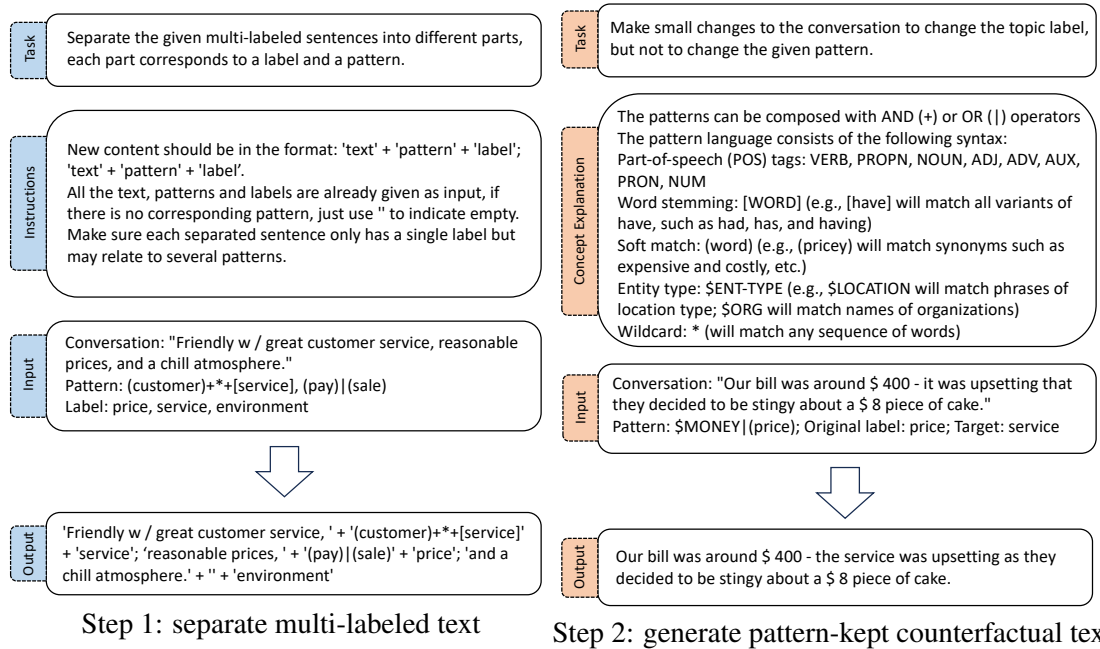 Task
Separate the given multi-labeled sentences into different parts,
each part corresponds to a label and a pattern.
Instructions
New content should be in the format: 'text' + 'pattern' + 'label';
'text' + 'pattern' + 'label’.
All the text, patterns and labels are already given as input, if
there is no corresponding pattern, just use '' to indicate empty.
Make sure each separated sentence only has a single label but
may relate to several patterns.
Input
Conversation: "Friendly w / great customer service, reasonable
prices, and a chill atmosphere."
Pattern: (customer)+*+[service], (pay)|(sale)
Label: price, service, environment
Output
'Friendly w / great customer service, ' + '(customer)+*+[service]'
+ 'service'; ‘reasonable prices, ' + '(pay)|(sale)' + 'price'; 'and a
chill atmosphere.' + '' + 'environment'
Step 1: separate multi-labeled text
Task
Make small changes to the conversation to change the topic label,
but not to change the given pattern.
Concept Explanation
The patterns can be composed with AND (+) or OR (|) operators
The pattern language consists of the following syntax:
Part-of-speech (POS) tags: VERB, PROPN, NOUN, ADJ, ADV, AUX,
PRON, NUM
Word stemming: [WORD] (e.g., [have] will match all variants of
have, such as had, has, and having)
Soft match: (word) (e.g., (pricey) will match synonyms such as
expensive and costly, etc.)
Entity type: $ENT-TYPE (e.g., $LOCATION will match phrases of
location type; $ORG will match names of organizations)
Wildcard: * (will match any sequence of words)
Input
Conversation: "Our bill was around $ 400 - it was upsetting that
they decided to be stingy about a $ 8 piece of cake."
Pattern: $MONEY|(price); Original label: price; Target: service
Output
Our bill was around $ 400 - the service was upsetting as they
decided to be stingy about a $ 8 piece of cake.
Step 2: generate pattern-kept counterfactual tex